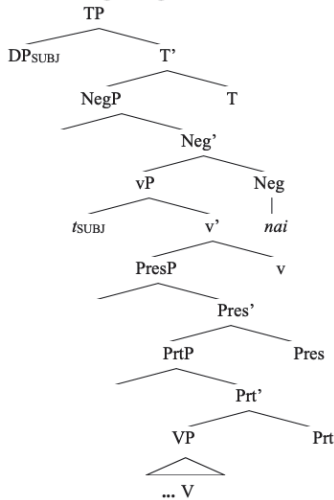 TP
DPSUBJ T’
NegP T
Neg’
vP Neg
tSUBJ v’ nai
PresP v
Pres’
PrtP Pres
Prt’
VP Prt
... V